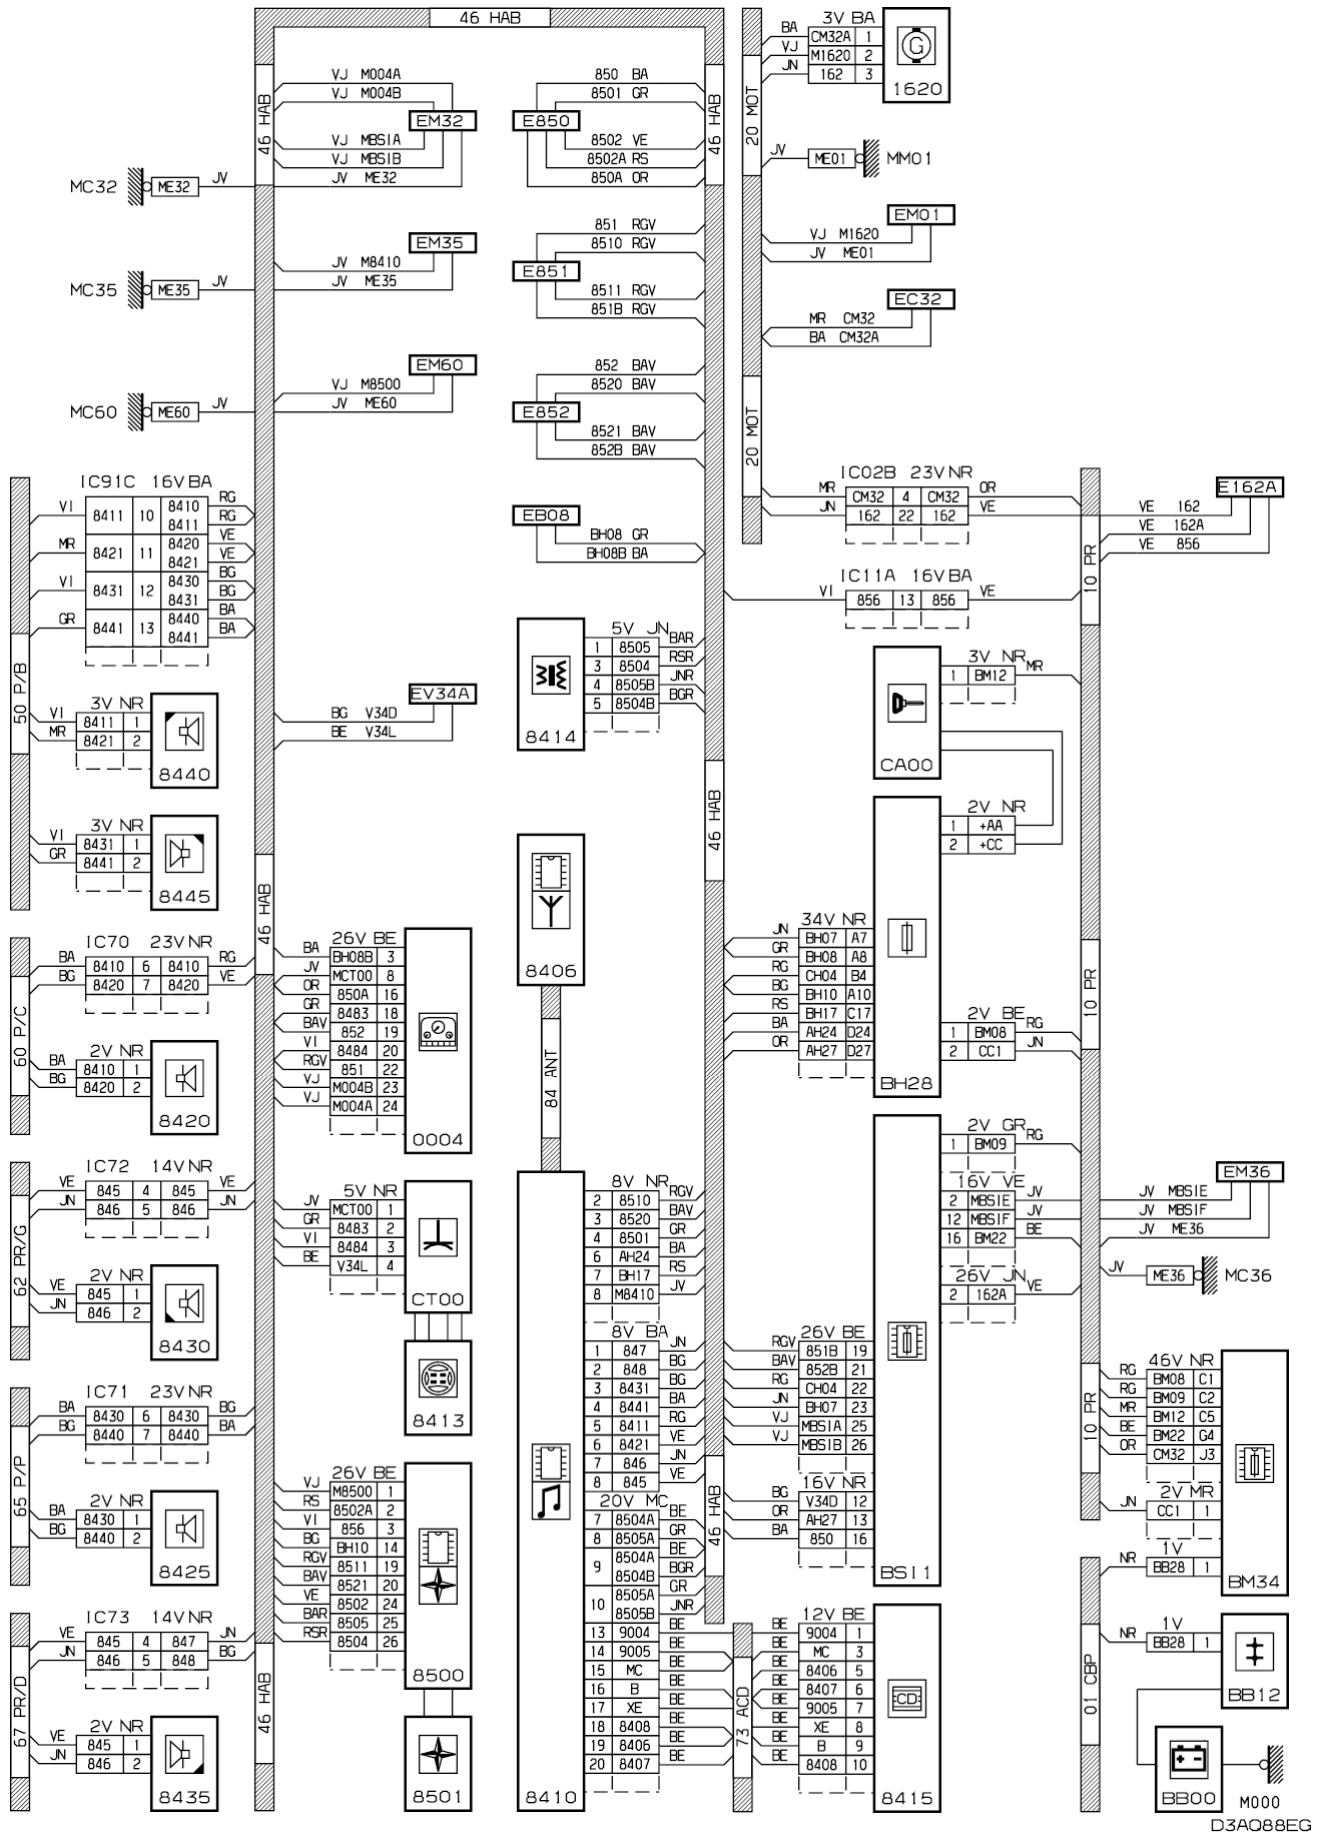 46 HAB
46 HAB
VJ M004A
VJ M004B
EM32
VJ MBSIA
VJ MBSIB
MC32 ME32 JV
JV ME32
EM35
JV M8410
MC35 ME35 JV
JV ME35
EM60
VJ M8500
MC60 ME60 JV
JV ME60
850 BA
8501 GR
E850
8502 VE
8502A RS
850A OR
46 HAB
851 RGV
8510 RGV
E851
8511 RGV
851B RGV
852 BAV
8520 BAV
E852
8521 BAV
852B BAV
EB08
BH08 GR
BH08B BA
20 MOT
3V BA
BA CM32A 1
VJ M1620 2
JN 162 3
G
1620
JV ME01 MM01
EM01
VJ M1620
JV ME01
EC32
MR CM32
BA CM32A
20 MOT
IC02B 23V NR
MR CM32 4 CM32 OR
JN 162 22 162 VE
E162A
VE 162
VE 162A
VE 856
10 PR
IC11A 16V BA
VI 856 13 856 VE
50 P/B
IC91C 16V BA
VI 8411 10 8410 RG
8411 RG
MR 8421 11 8420 VE
8421 VE
VI 8431 12 8430 BG
8431 BG
GR 8441 13 8440 BA
8441 BA
3V NR
VI 8411 1
MR 8421 2
8440
3V NR
VI 8431 1
GR 8441 2
8445
EV34A
BG V34D
BE V34L
46 HAB
5V JN
1 8505 BAR
3 8504 RSR
4 8505B JNR
5 8504B BGR
8414
46 HAB
3V NR
1 BM12 MR
CA00
2V NR
1 +AA
2 +CC
34V NR
JN BH07 A7
GR BH08 A8
RG CH04 B4
BG BH10 A10
RS BH17 C17
BA AH24 D24
OR AH27 D27
2V BE
1 BM08 RG
2 CC1 JN
BH28
10 PR
60 P/C
IC70 23V NR
BA 8410 6 8410 RG
BG 8420 7 8420 VE
2V NR
BA 8410 1
BG 8420 2
8420
26V BE
BA BH08B 3
JV MCT00 8
OR 850A 16
GR 8483 18
BAV 852 19
VI 8484 20
RGV 851 22
VJ M004B 23
VJ M004A 24
0004
8406
84 ANT
62 PR/G
IC72 14V NR
VE 845 4 845 VE
JN 846 5 846 JN
2V NR
VE 845 1
JN 846 2
8430
5V NR
JV MCT00 1
GR 8483 2
VI 8484 3
BE V34L 4
CT00
8413
8V NR
2 8510 RGV
3 8520 BAV
4 8501 GR
6 AH24 BA
7 BH17 RS
8 M8410 JV
8V BA
1 847 JN
2 848 BG
3 8431 BG
4 8441 BA
5 8411 RG
6 8421 VE
7 846 JN
8 845 VE
20V MC
7 8504A BE
8 8505A GR
9 8504A BE
8504B BGR
10 8505A GR
8505B JNR
13 9004 BE
14 9005 BE
15 MC BE
16 B BE
17 XE BE
18 8408 BE
19 8406 BE
20 8407 BE
8410
46 HAB
2V GR
1 BM09 RG
16V VE
2 MBSIE JV
12 MBSIF JV
16 BM22 BE
26V JN
2 162A VE
26V BE
RGV 851B 19
BAV 852B 21
RG CH04 22
JN BH07 23
VJ MBSIA 25
VJ MBSIB 26
16V NR
BG V34D 12
OR AH27 13
BA 850 16
BSI1
EM36
JV MBSIE
JV MBSIF
JV ME36
JV ME36 MC36
65 P/P
IC71 23V NR
BA 8430 6 8430 BG
BG 8440 7 8440 BA
2V NR
BA 8430 1
BG 8440 2
8425
26V BE
VJ M8500 1
RS 8502A 2
VI 856 3
BG BH10 14
RGV 8511 19
BAV 8521 20
VE 8502 24
BAR 8505 25
RSR 8504 26
8500
8501
46 HAB
67 PR/D
IC73 14V NR
VE 845 4 847 JN
JN 846 5 848 BG
2V NR
VE 845 1
JN 846 2
8435
73 ACD
12V BE
BE 9004 1
BE MC 3
BE 8406 5
BE 8407 6
BE 9005 7
BE XE 8
BE B 9
BE 8408 10
CD
8415
10 PR
46V NR
RG BM08 C1
RG BM09 C2
MR BM12 C5
BE BM22 G4
OR CM32 J3
2V MR
JN CC1 1
1V
NR BB28 1
BM34
01 CBP
1V
NR BB28 1
BB12
BB00
M000
D3AQ88EG